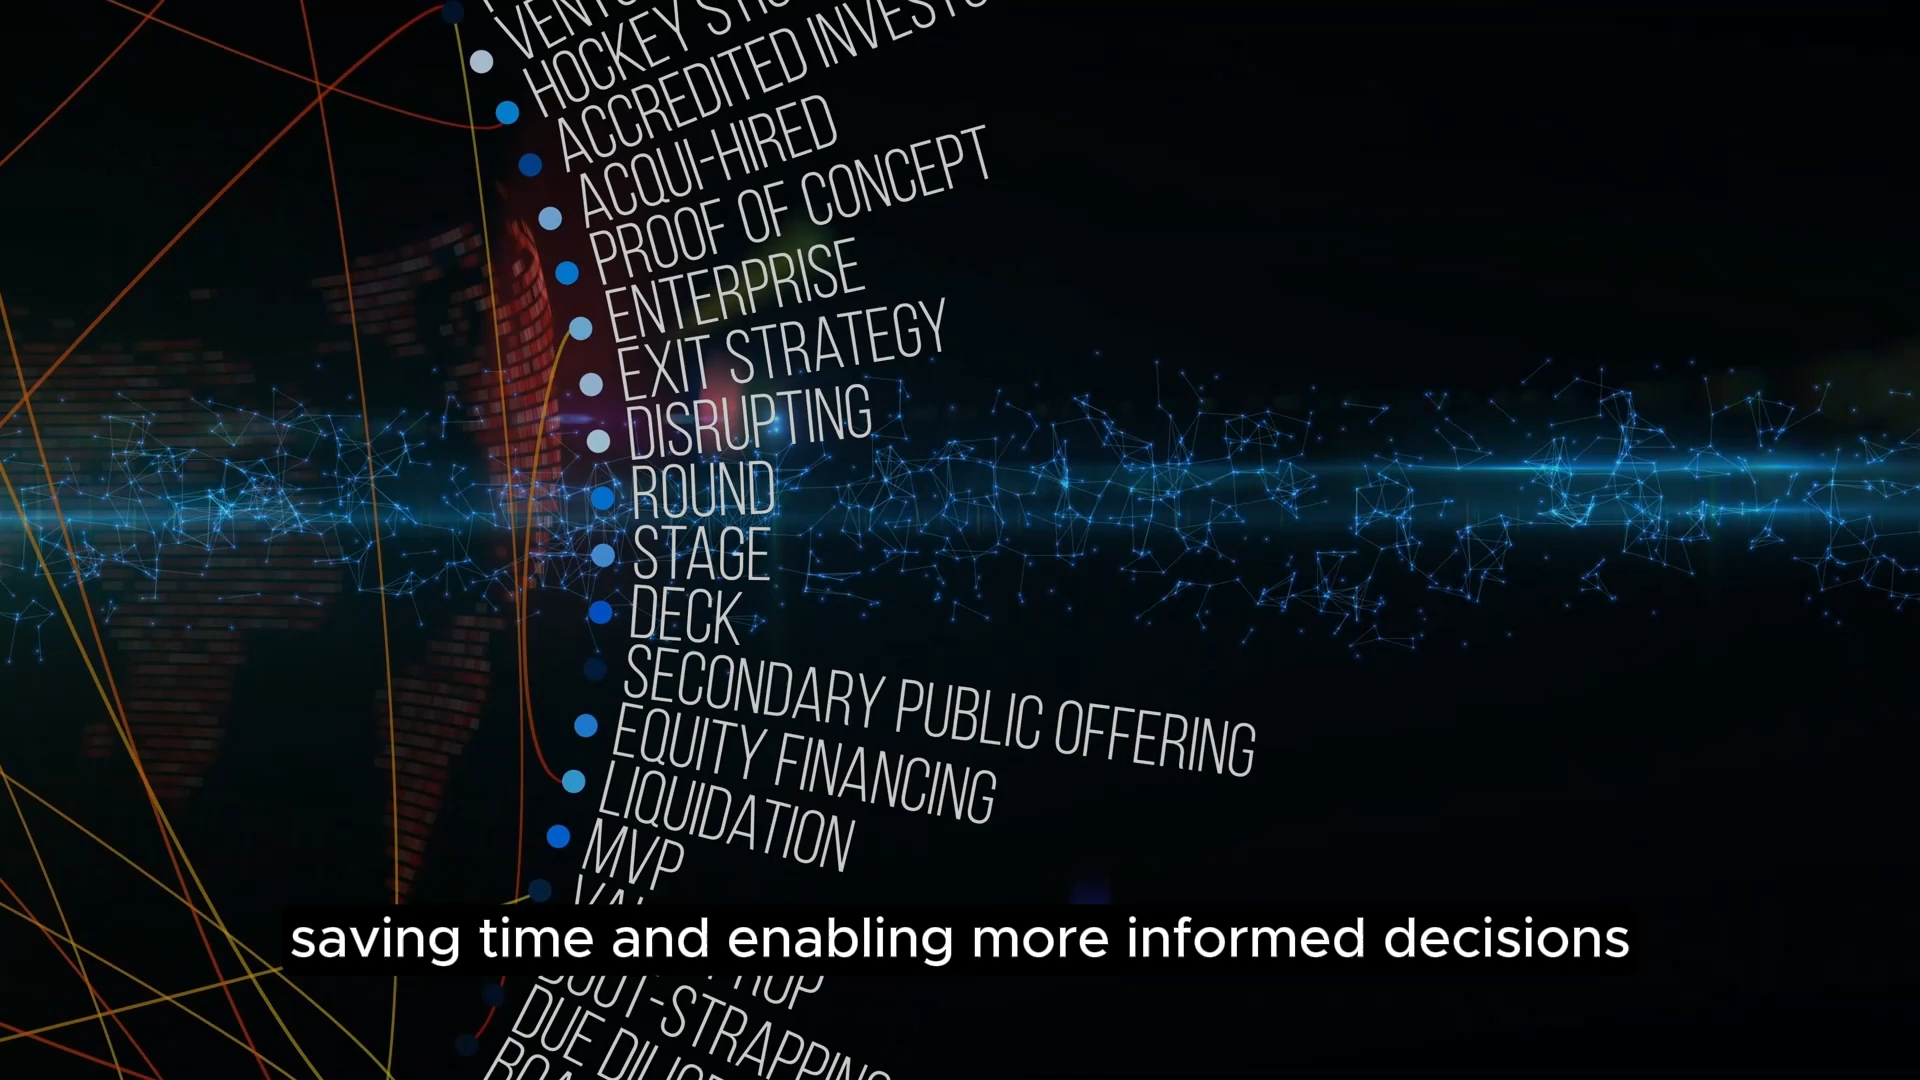 ACCREDITED
ACQUI-HIRED
PROOF OF CONCEPT
ENTERPRISE
EXIT STRATEGY
DISRUPTING
ROUND
STAGE
DECK
SECONDARY PUBLIC OFFERING
EQUITY FINANCING
LIQUIDATION
MVP
saving time and enabling more informed decisions
DUE